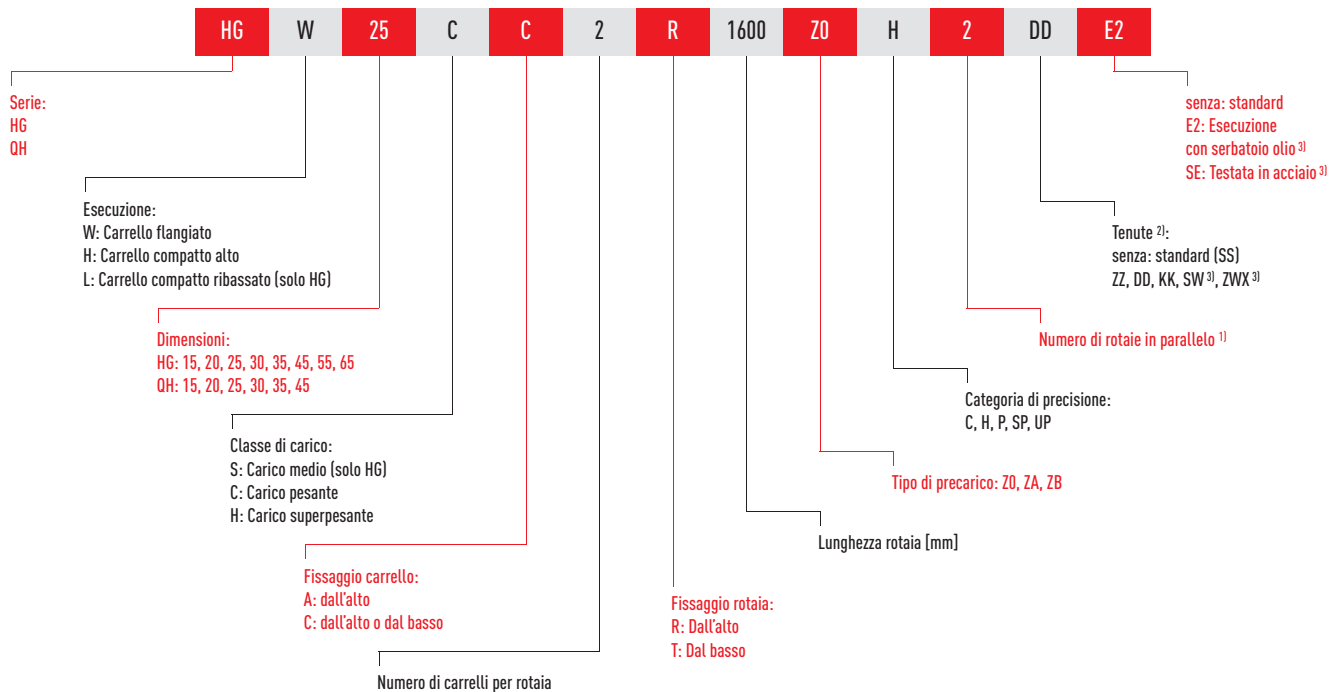 HG W 25 C C 2 R 1600 Z0 H 2 DD E2
Serie:
HG
QH
senza: standard
E2: Esecuzione
con serbatoio olio 3)
SE: Testata in acciaio 3)
Esecuzione:
W: Carrello flangiato
H: Carrello compatto alto
L: Carrello compatto ribassato (solo HG)
Tenute 2):
senza: standard (SS)
ZZ, DD, KK, SW 3), ZWX 3)
Dimensioni:
HG: 15, 20, 25, 30, 35, 45, 55, 65
QH: 15, 20, 25, 30, 35, 45
Numero di rotaie in parallelo 1)
Categoria di precisione:
C, H, P, SP, UP
Classe di carico:
S: Carico medio (solo HG)
C: Carico pesante
H: Carico superpesante
Tipo di precarico: Z0, ZA, ZB
Lunghezza rotaia [mm]
Fissaggio carrello:
A: dall'alto
C: dall'alto o dal basso
Fissaggio rotaia:
R: Dall'alto
T: Dal basso
Numero di carrelli per rotaia